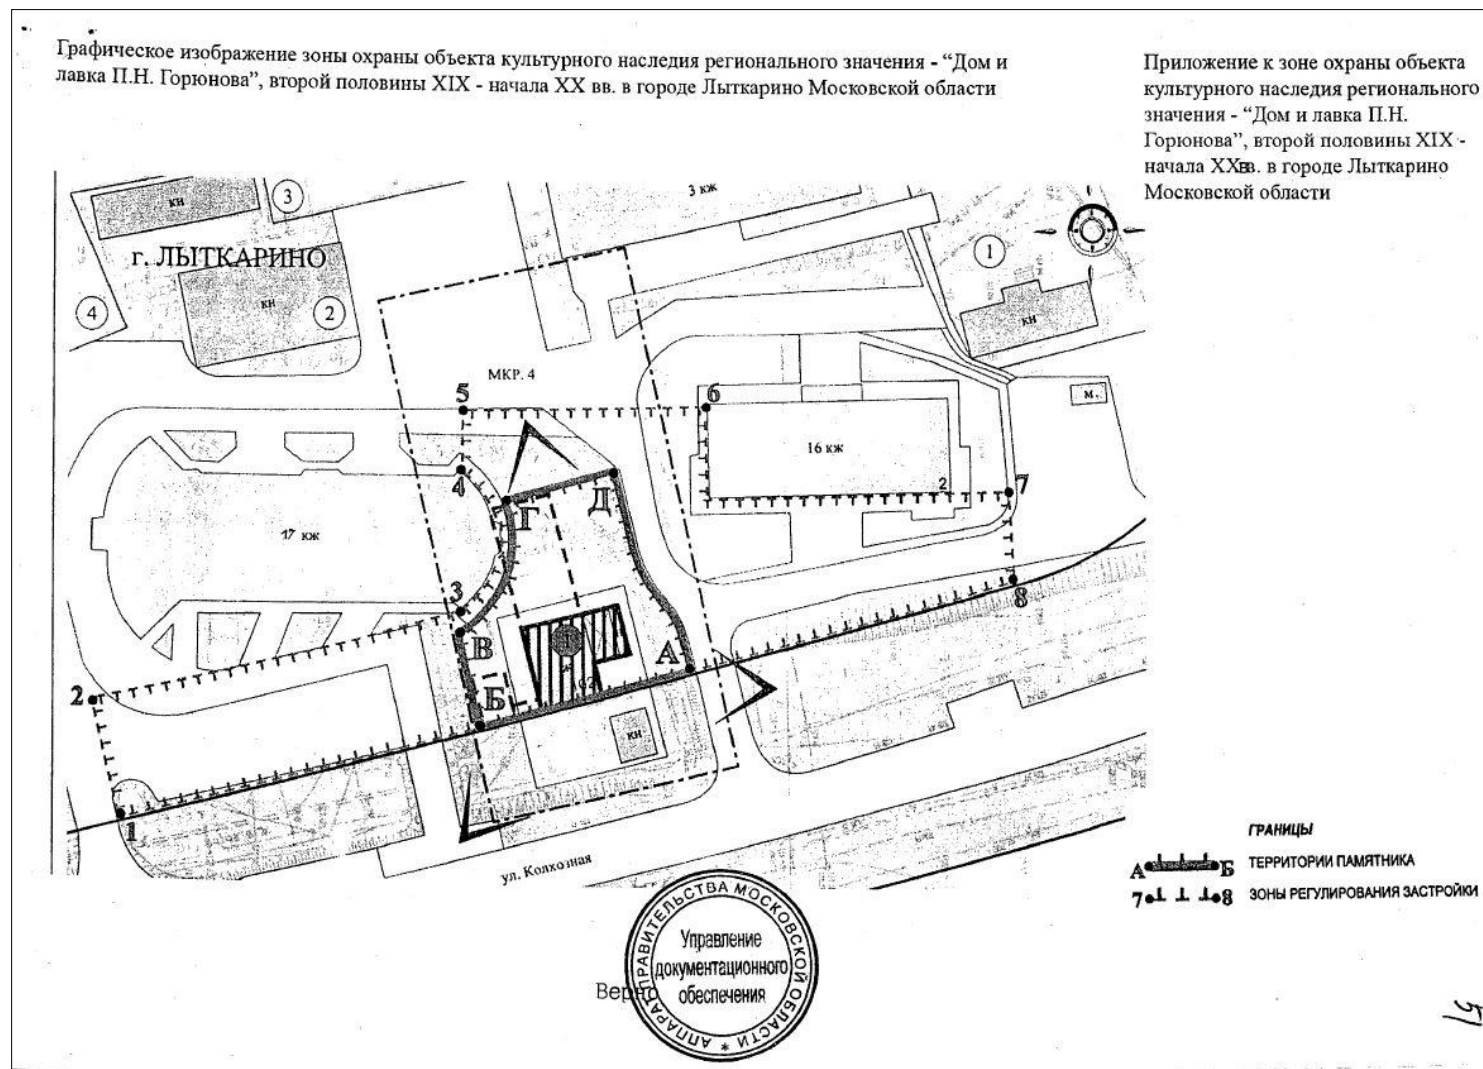 Графическое изображение зоны охраны объекта культурного наследия регионального значения - “Дом и
лавка П.Н. Горюнова”, второй половины XIX - начала XX вв. в городе Лыткарино Московской области
Приложение к зоне охраны объекта
культурного наследия регионального
значения - “Дом и лавка П.Н.
Горюнова”, второй половины XIX -
начала XXвв. в городе Лыткарино
Московской области
кн
3
3 кж
г. ЛЫТКАРИНО
1
кн
4
2
кн
МКР. 4
5
6
м.
16 кж
4
2
7
Г
Д
17 кж
3
8
В
1
А
ж
2
Б
кн
1
ул. Колхозная
ГРАНИЦЫ
А Б ТЕРРИТОРИИ ПАМЯТНИКА
7 8 ЗОНЫ РЕГУЛИРОВАНИЯ ЗАСТРОЙКИ
АППАРАТ ПРАВИТЕЛЬСТВА МОСКОВСКОЙ ОБЛАСТИ *
Управление
документационного
обеспечения
Верно
51